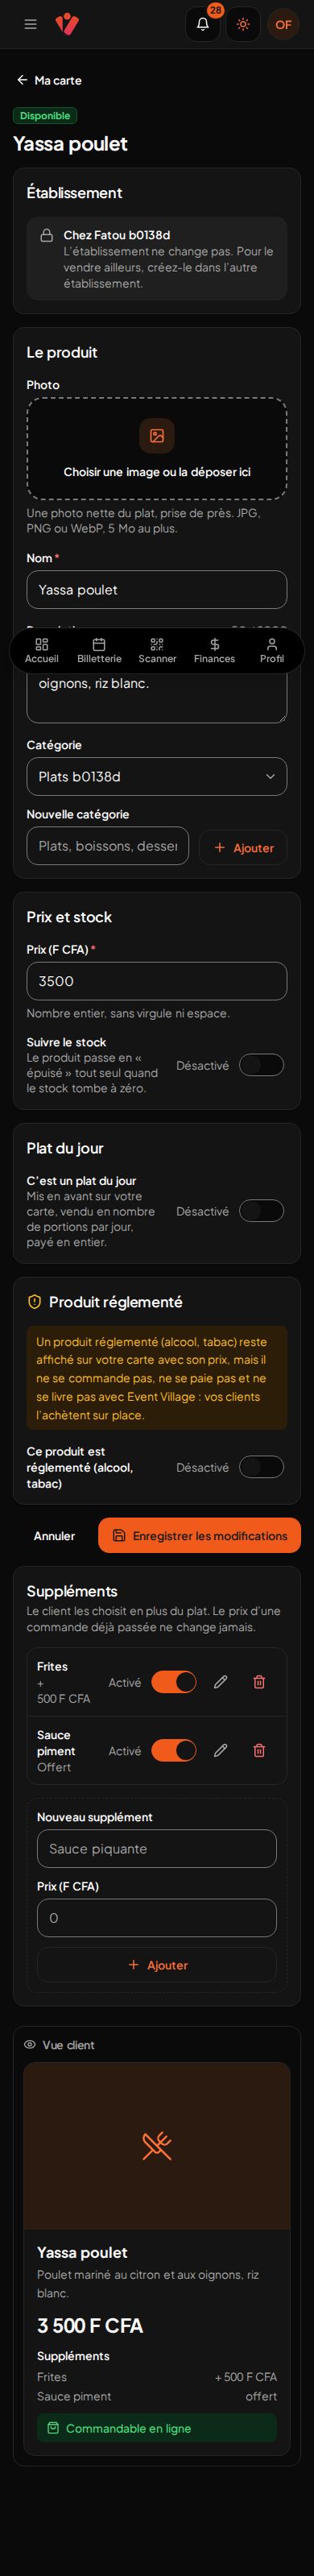 28
OF
Ma carte
Disponible
Yassa poulet
Établissement
Chez Fatou b0138d
L’établissement ne change pas. Pour le
vendre ailleurs, créez-le dans l’autre
établissement.
Le produit
Photo
Choisir une image ou la déposer ici
Une photo nette du plat, prise de près. JPG,
PNG ou WebP, 5 Mo au plus.
Nom *
Yassa poulet
Accueil Billetterie Scanner Finances Profil
oignons, riz blanc.
Catégorie
Plats b0138d
Nouvelle catégorie
Plats, boissons, desser
Ajouter
Prix et stock
Prix (F CFA) *
3500
Nombre entier, sans virgule ni espace.
Suivre le stock
Le produit passe en «
épuisé » tout seul quand
le stock tombe à zéro.
Désactivé
Plat du jour
C’est un plat du jour
Mis en avant sur votre
carte, vendu en nombre
de portions par jour,
payé en entier.
Désactivé
Produit réglementé
Un produit réglementé (alcool, tabac) reste
affiché sur votre carte avec son prix, mais il
ne se commande pas, ne se paie pas et ne
se livre pas avec Event Village : vos clients
l’achètent sur place.
Ce produit est
réglementé (alcool,
tabac)
Désactivé
Annuler
Enregistrer les modifications
Suppléments
Le client les choisit en plus du plat. Le prix d’une
commande déjà passée ne change jamais.
Frites
+
500 F CFA
Activé
Sauce
piment
Offert
Activé
Nouveau supplément
Sauce piquante
Prix (F CFA)
0
Ajouter
Vue client
Yassa poulet
Poulet mariné au citron et aux oignons, riz
blanc.
3 500 F CFA
Suppléments
Frites + 500 F CFA
Sauce piment offert
Commandable en ligne